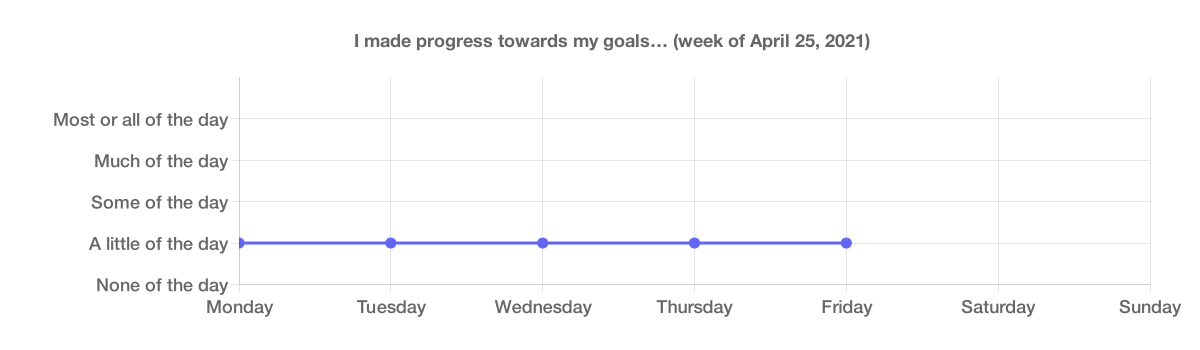 I made progress towards my goals… (week of April 25, 2021)
Most or all of the day
Much of the day
Some of the day
A little of the day
None of the day
Monday Tuesday Wednesday Thursday Friday Saturday Sunday